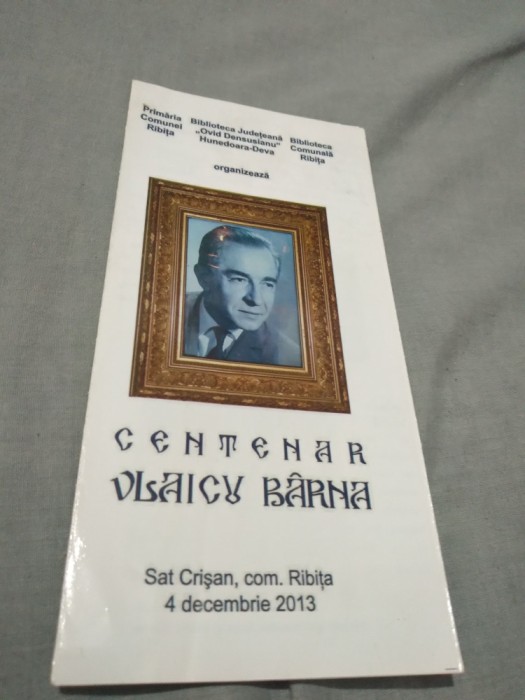 Primăria
Comunei
Ribița
Biblioteca Județeană
„Ovid Densusianu"
Hunedoara-Deva
Biblioteca
Comunală
Ribița
organizează
CENTENAR
VLAICU BÂRNA
Sat Crișan, com. Ribița
4 decembrie 2013